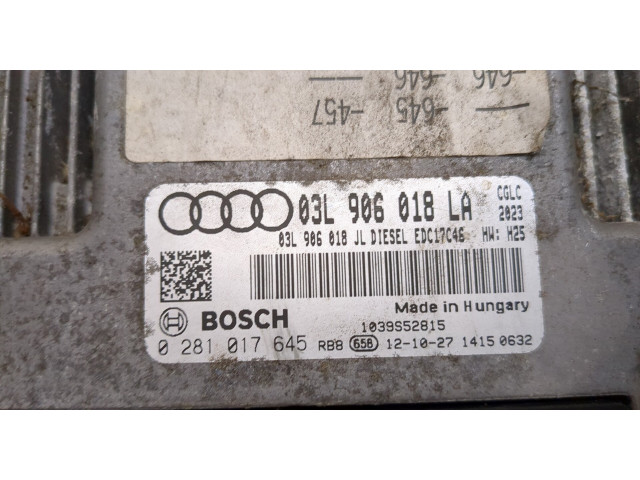 -646 -646
-645 -457
03L 906 018 LA CGLC
2023
03L 906 018 JL DIESEL EDC17C46 HW: H25
Made in Hungary
BOSCH 1039S52815
0 281 017 645 RB8 658 12-10-27 1415 0632